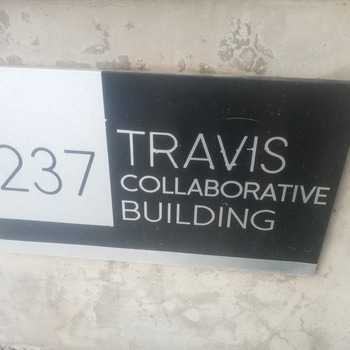 237
TRAVIS
COLLABORATIVE
BUILDING